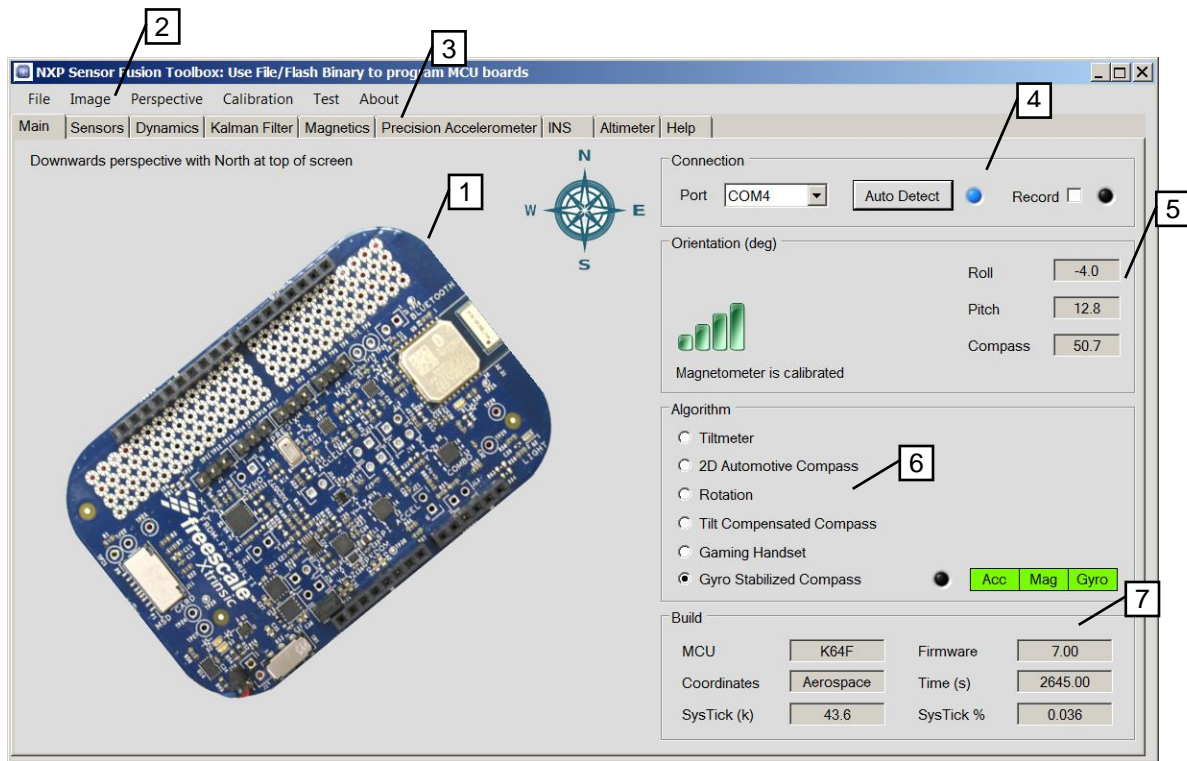 2
3
NXP Sensor Fusion Toolbox: Use File/Flash Binary to program MCU boards
4
File Image Perspective Calibration Test About
Main Sensors Dynamics Kalman Filter Magnetics Precision Accelerometer INS Altimeter Help
Downwards perspective with North at top of screen
N
W E
S
1
BLUETOOTH
freescale
Xtrinsic
Connection
Port COM4 Auto Detect Record
5
Orientation (deg)
Roll -4.0
Pitch 12.8
Compass 50.7
Magnetometer is calibrated
Algorithm
Tiltmeter
2D Automotive Compass
6
Rotation
Tilt Compensated Compass
Gaming Handset
Gyro Stabilized Compass Acc Mag Gyro
7
Build
MCU K64F Firmware 7.00
Coordinates Aerospace Time (s) 2645.00
SysTick (k) 43.6 SysTick % 0.036